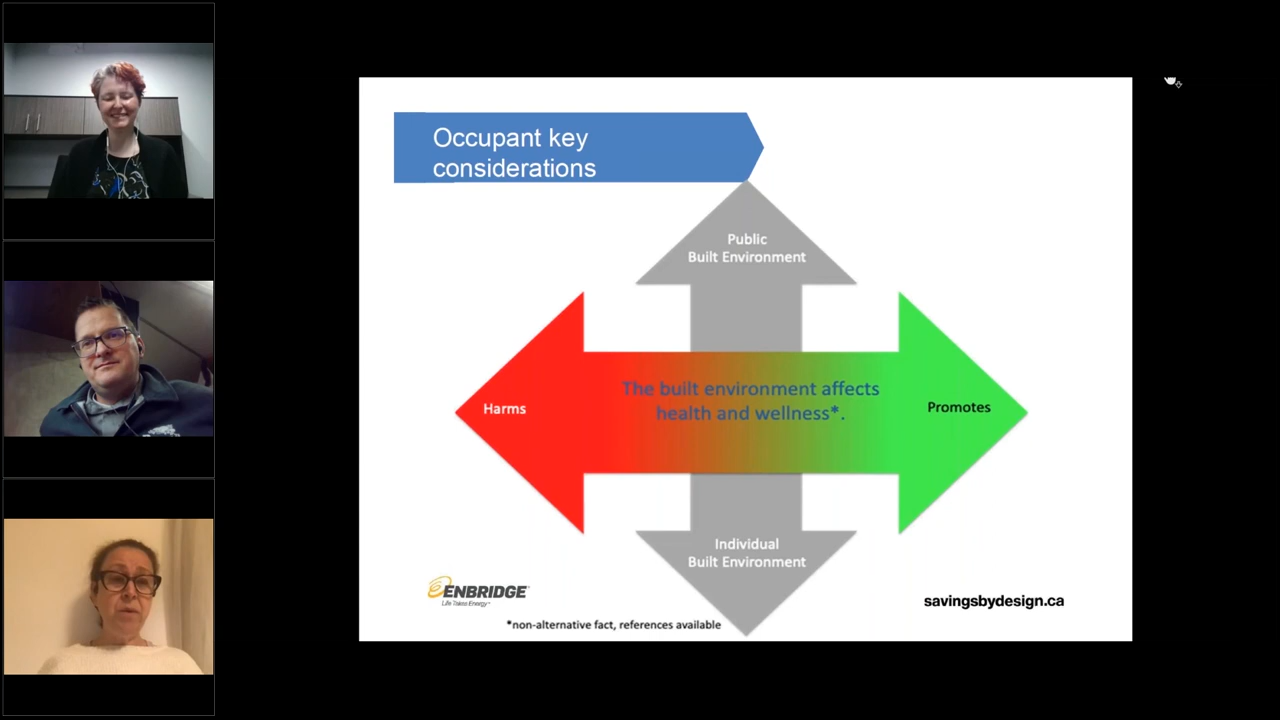 Occupant key
considerations
Public
Built Environment
The built environment affects
health and wellness*.
Harms
Promotes
Individual
Built Environment
ENBRIDGE
Life Takes Energy™
savingsbydesign.ca
*non-alternative fact, references available